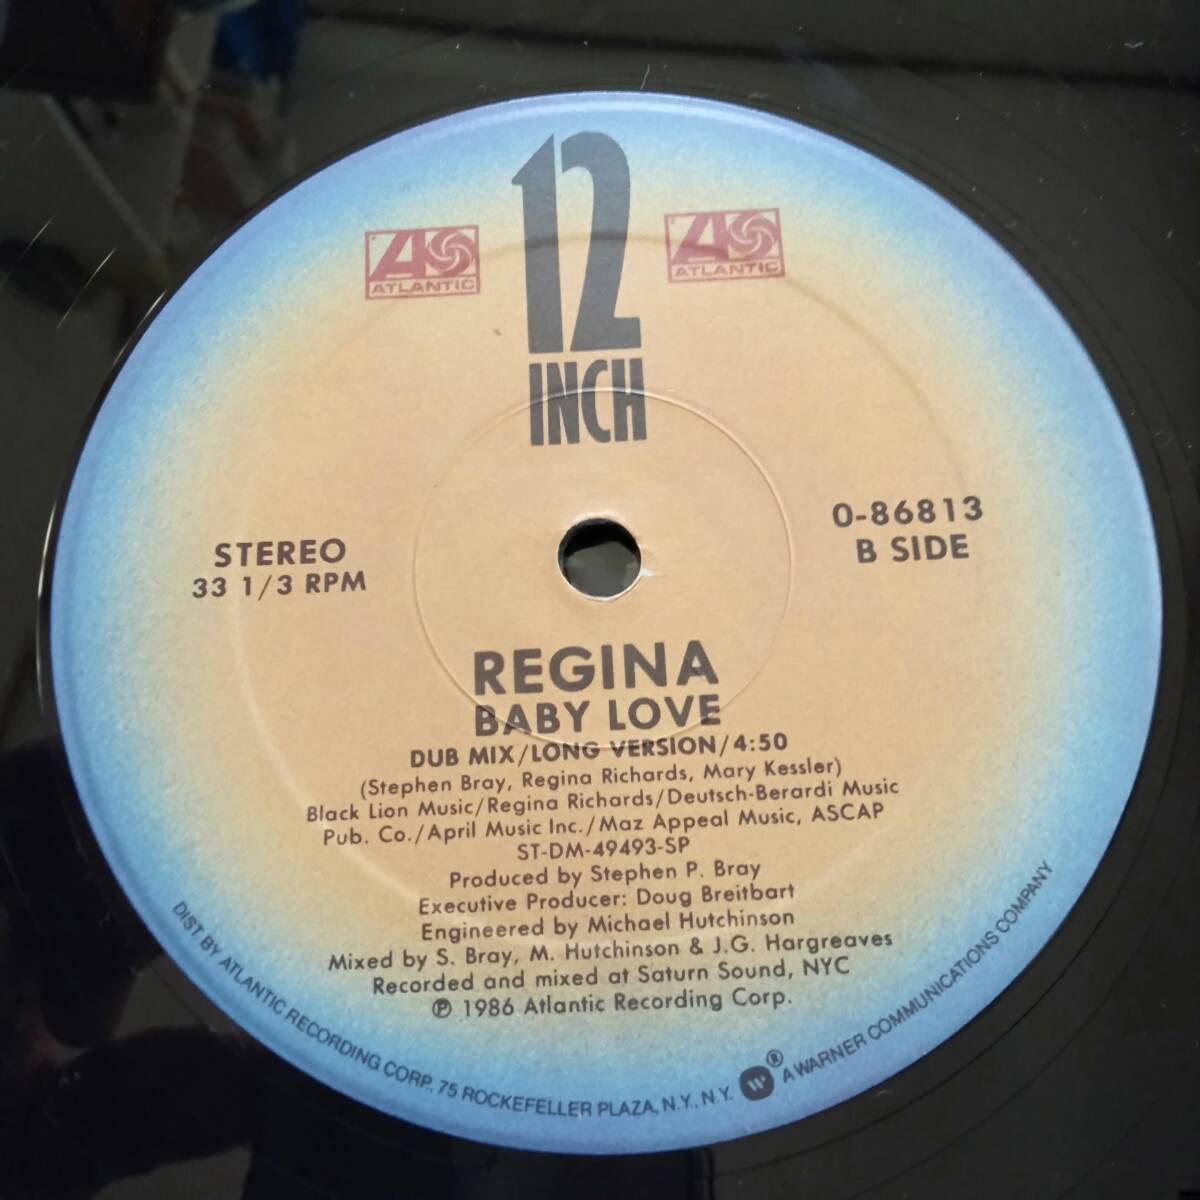 12
INCH
ATLANTIC
ATLANTIC
STEREO
33 1/3 RPM
0-86813
B SIDE
REGINA
BABY LOVE
DUB MIX/LONG VERSION/4:50
(Stephen Bray, Regina Richards, Mary Kessler)
Black Lion Music/Regina Richards/Deutsch-Berardi Music
Pub. Co./April Music Inc./Maz Appeal Music, ASCAP
ST-DM-49493-SP
Produced by Stephen P. Bray
Executive Producer: Doug Breitbart
Engineered by Michael Hutchinson
Mixed by S. Bray, M. Hutchinson & J.G. Hargreaves
Recorded and mixed at Saturn Sound, NYC
℗ 1986 Atlantic Recording Corp.
DIST BY ATLANTIC RECORDING CORP. 75 ROCKEFELLER PLAZA, N.Y., N.Y. ® A WARNER COMMUNICATIONS COMPANY